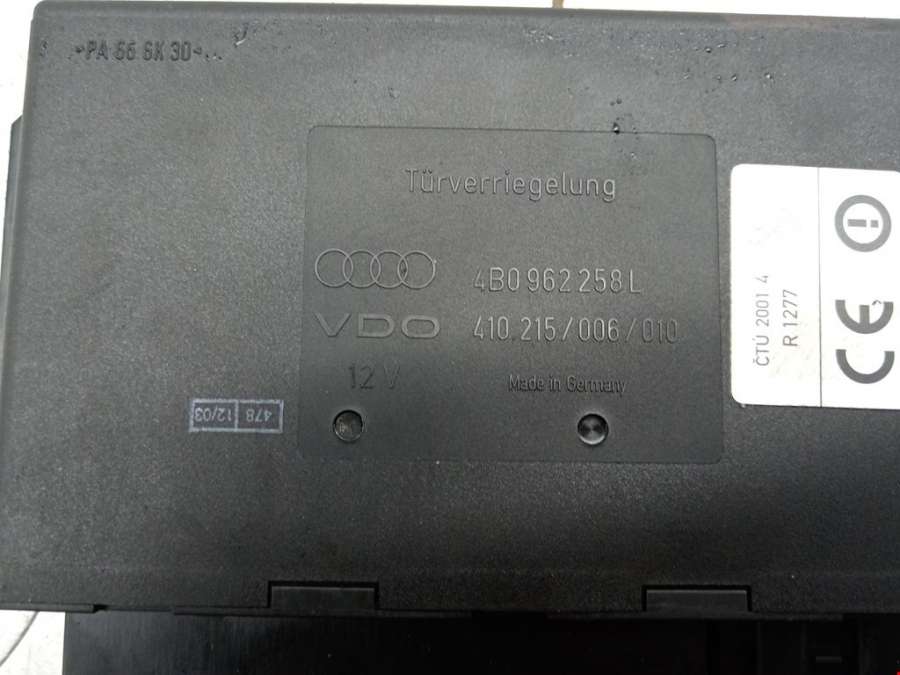 >PA 66 GK 30<
Türverriegelung
4B0 962 258 L
VDO 410.215/006/010
12 V
Made in Germany
478 12/03
ČTÚ 2001 4
R 1277
CE